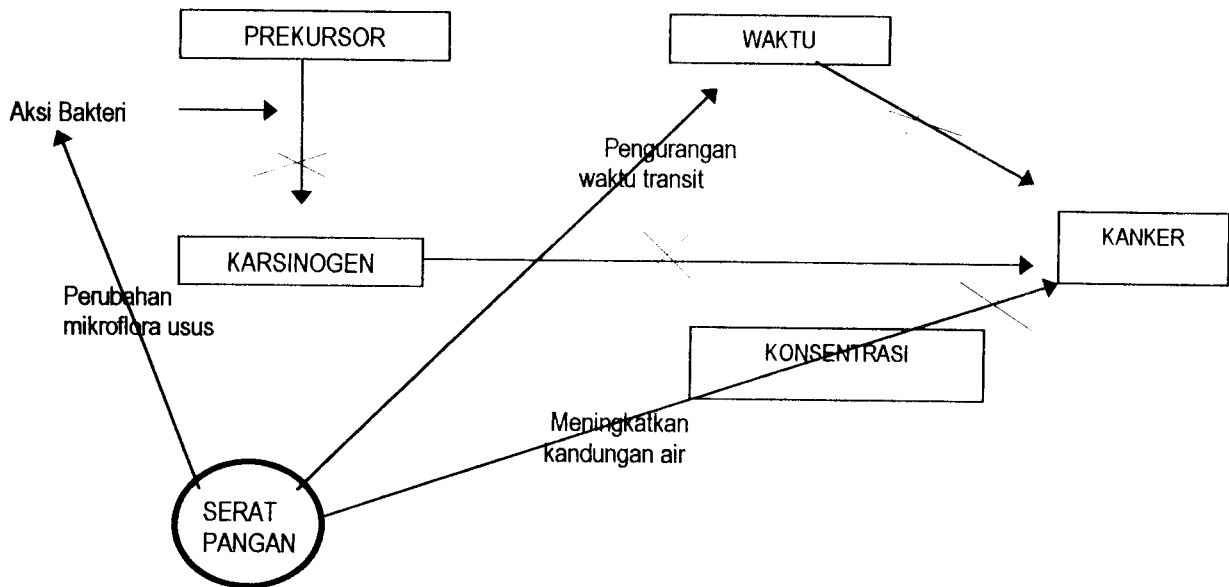 PREKURSOR
WAKTU
Aksi Bakteri
Pengurangan
waktu transit
KANKER
KARSINOGEN
Perubahan
mikroflora usus
KONSENTRASI
Meningkatkan
kandungan air
SERAT
PANGAN